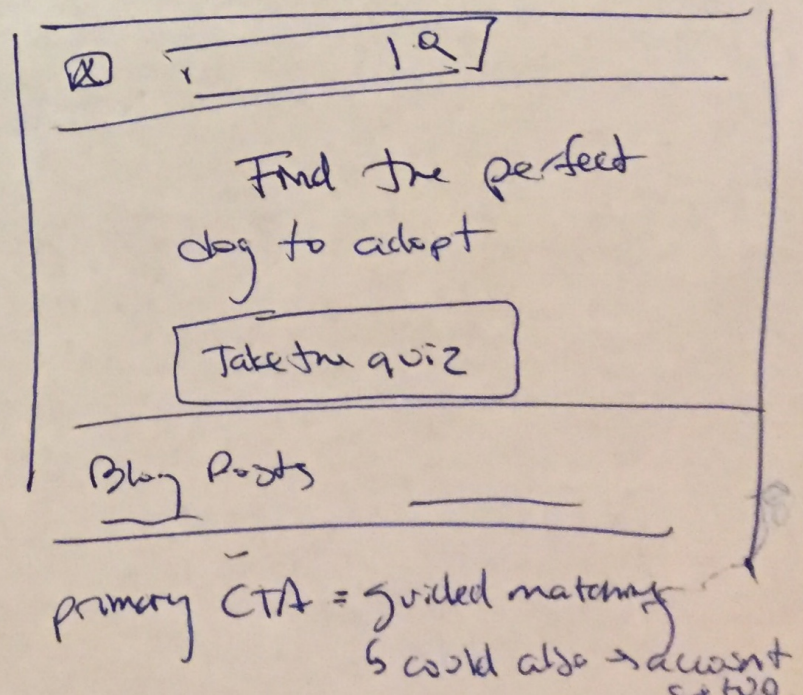 Find the perfect
dog to adopt
Take the quiz
Blog Posts
primary CTA = guided matching
could also → account